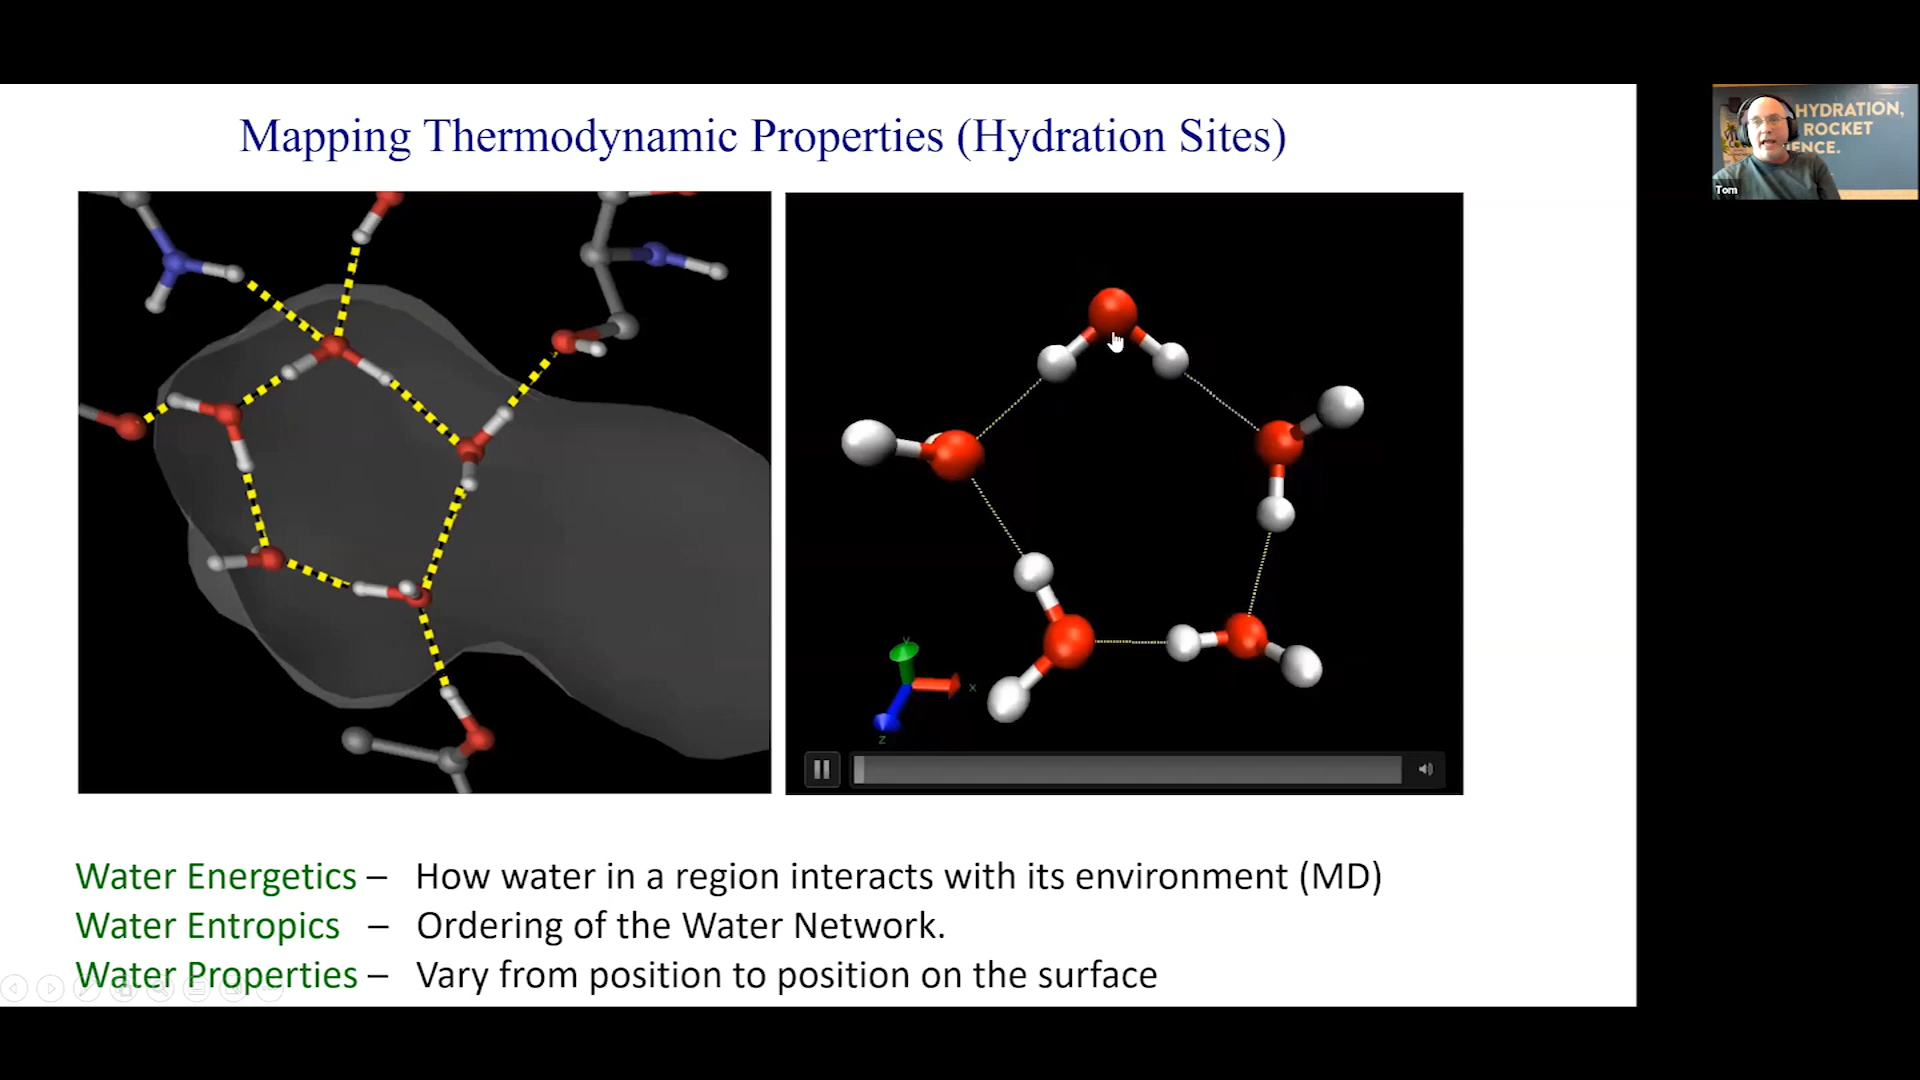 Mapping Thermodynamic Properties (Hydration Sites)
HYDRATION,
ROCKET
ENCE.
Tom
Y
X
Z
Water Energetics – How water in a region interacts with its environment (MD)
Water Entropics – Ordering of the Water Network.
Water Properties – Vary from position to position on the surface